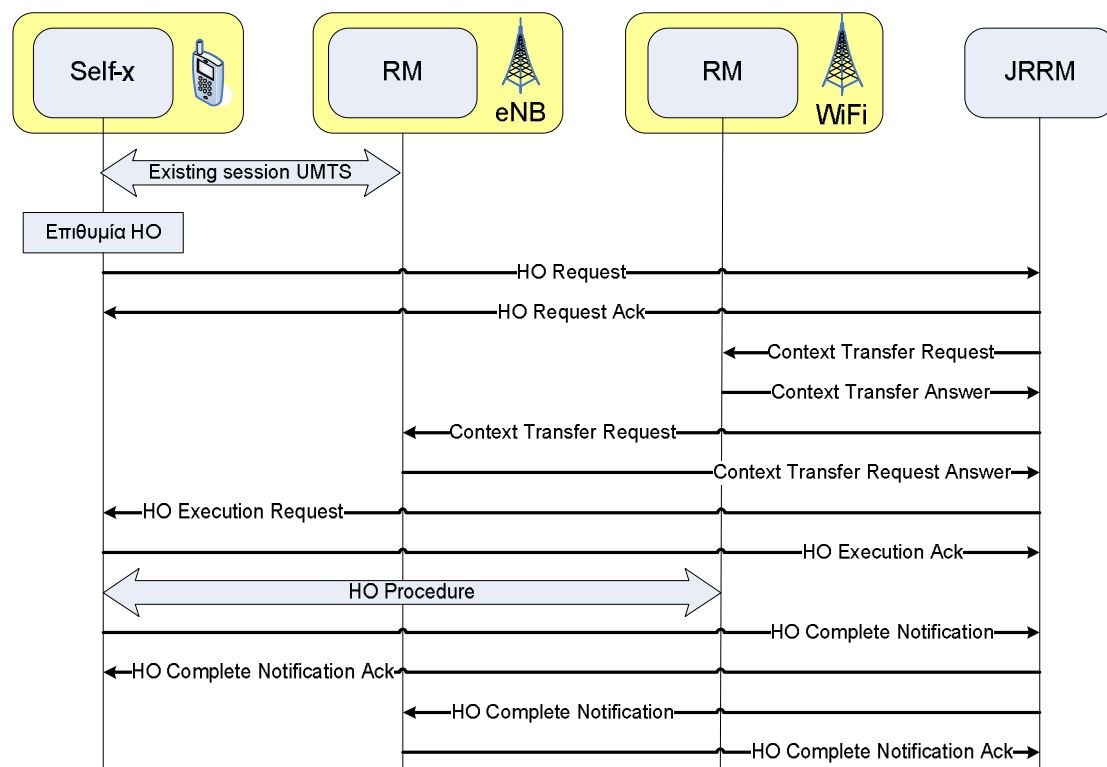 Self-x
RM
eNB
RM
WiFi
JRRM
Existing session UMTS
Επιθυμία HO
HO Request
HO Request Ack
Context Transfer Request
Context Transfer Answer
Context Transfer Request
Context Transfer Request Answer
HO Execution Request
HO Execution Ack
HO Procedure
HO Complete Notification
HO Complete Notification Ack
HO Complete Notification
HO Complete Notification Ack